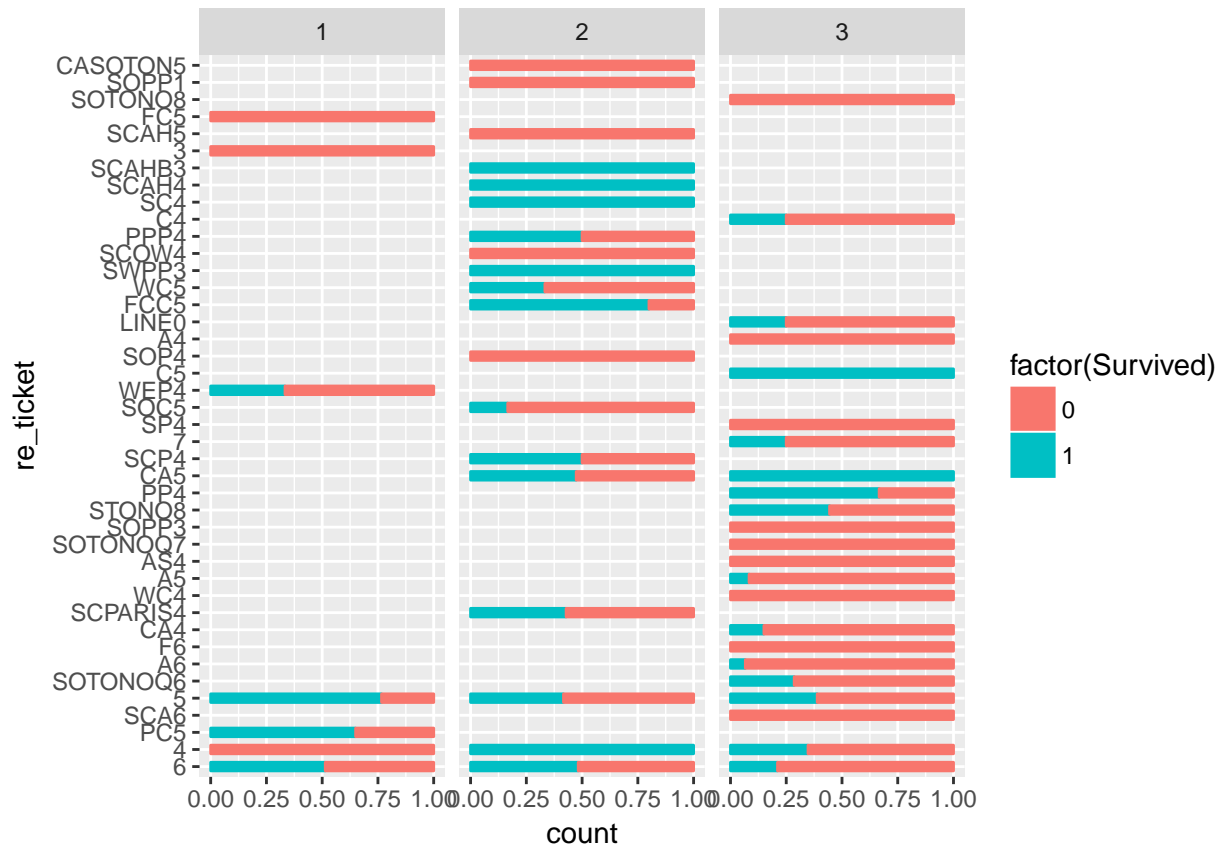 1 2 3
CASOTON5
SOPP1
SOTONO8
FC5
SCAH5
3
SCAHB3
SCAH4
SC4
C4
PPP4
SCOW4
SWPP3
WC5
FCC5
LINE0
A4
SOP4
C5
WEP4
SOC5
SP4
7
SCP4
CA5
PP4
STONO8
SOPP3
SOTONOQ7
AS4
A5
WC4
SCPARIS4
CA4
F6
A6
SOTONOQ6
5
SCA6
PC5
4
6
re_ticket
0.00 0.25 0.50 0.75 1.00 0.00 0.25 0.50 0.75 1.00 0.00 0.25 0.50 0.75 1.00
count
factor(Survived)
0
1